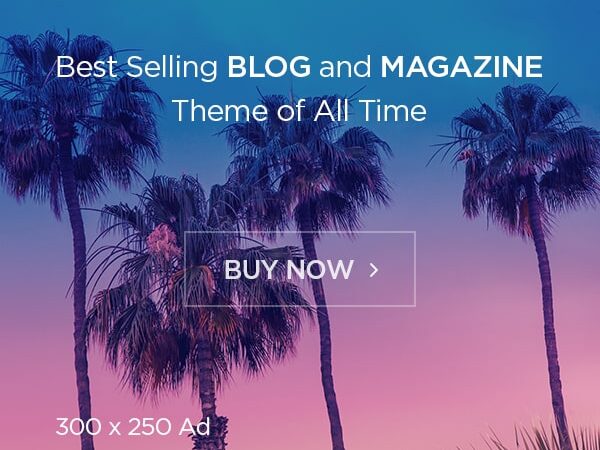 Best Selling BLOG and MAGAZINE
Theme of All Time
BUY NOW >
300 x 250 Ad